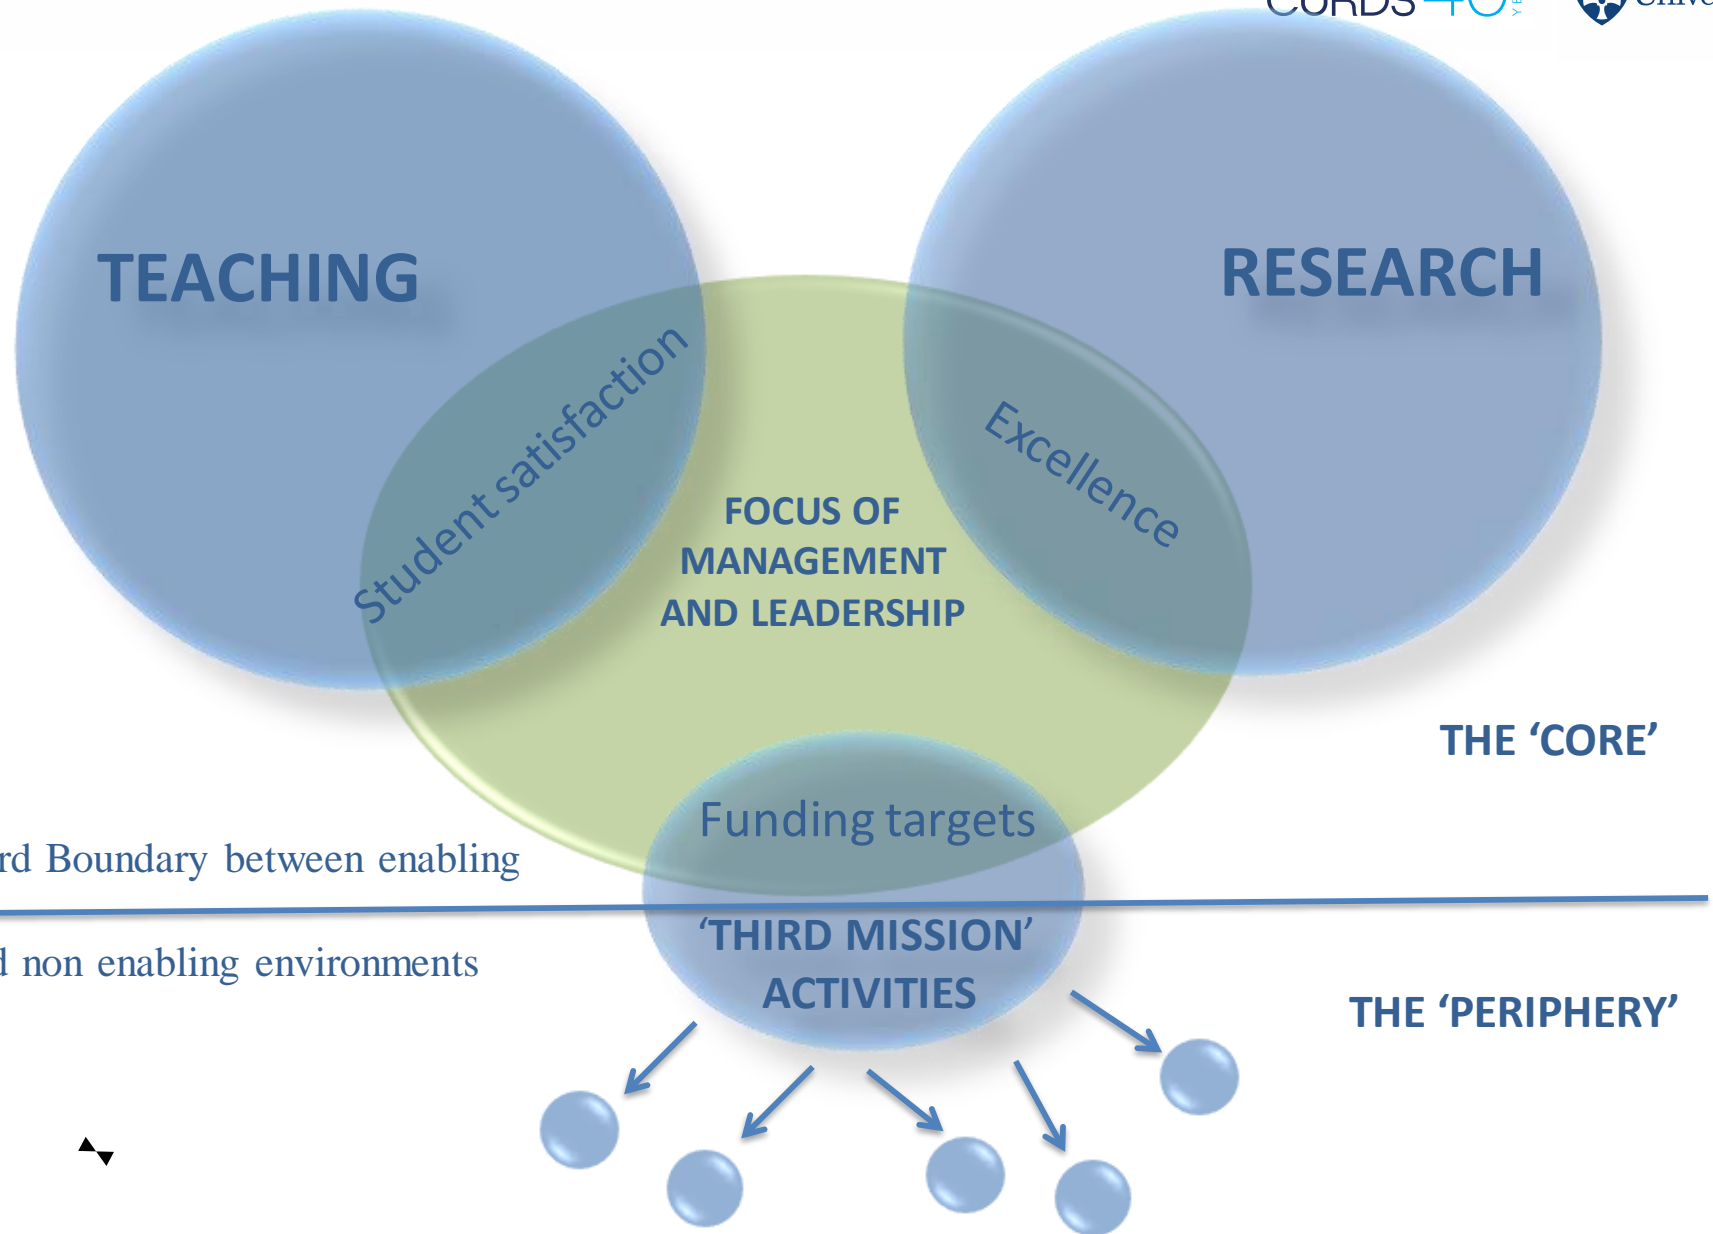 TEACHING
RESEARCH
Student satisfaction
Excellence
FOCUS OF
MANAGEMENT
AND LEADERSHIP
THE ‘CORE’
Funding targets
Boundary between enabling
‘THIRD MISSION’
ACTIVITIES
non enabling environments
THE ‘PERIPHERY’